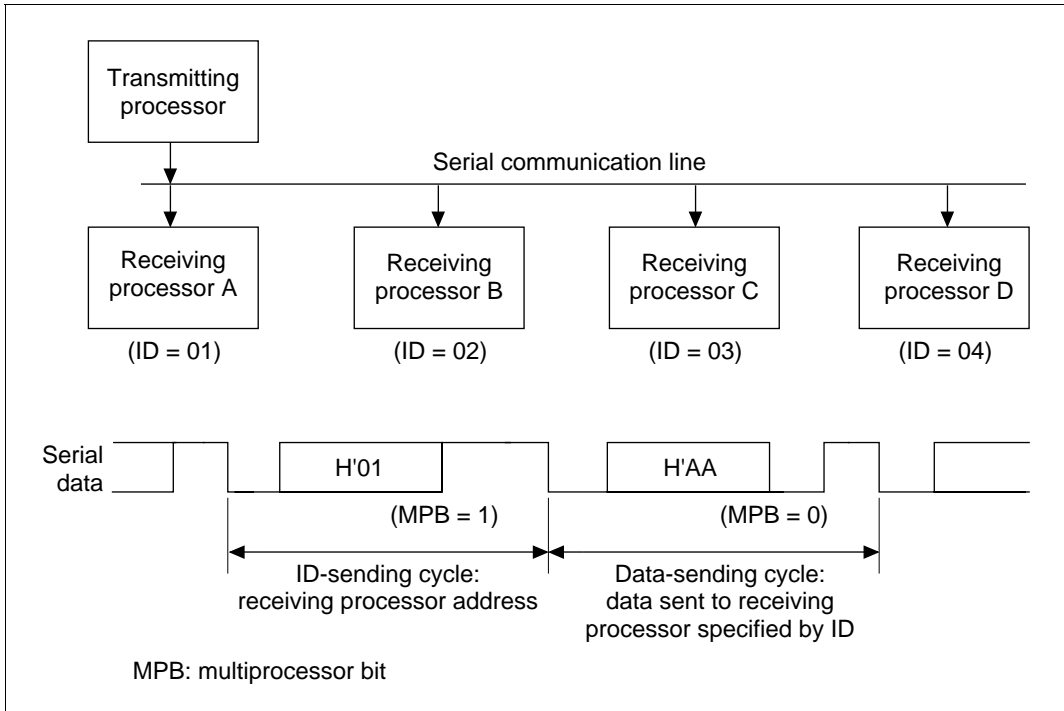 Transmitting
processor
Serial communication line
Receiving
processor A
Receiving
processor B
Receiving
processor C
Receiving
processor D
(ID = 01)
(ID = 02)
(ID = 03)
(ID = 04)
Serial
data
H'01
H'AA
(MPB = 1)
(MPB = 0)
ID-sending cycle:
receiving processor address
Data-sending cycle:
data sent to receiving
processor specified by ID
MPB: multiprocessor bit